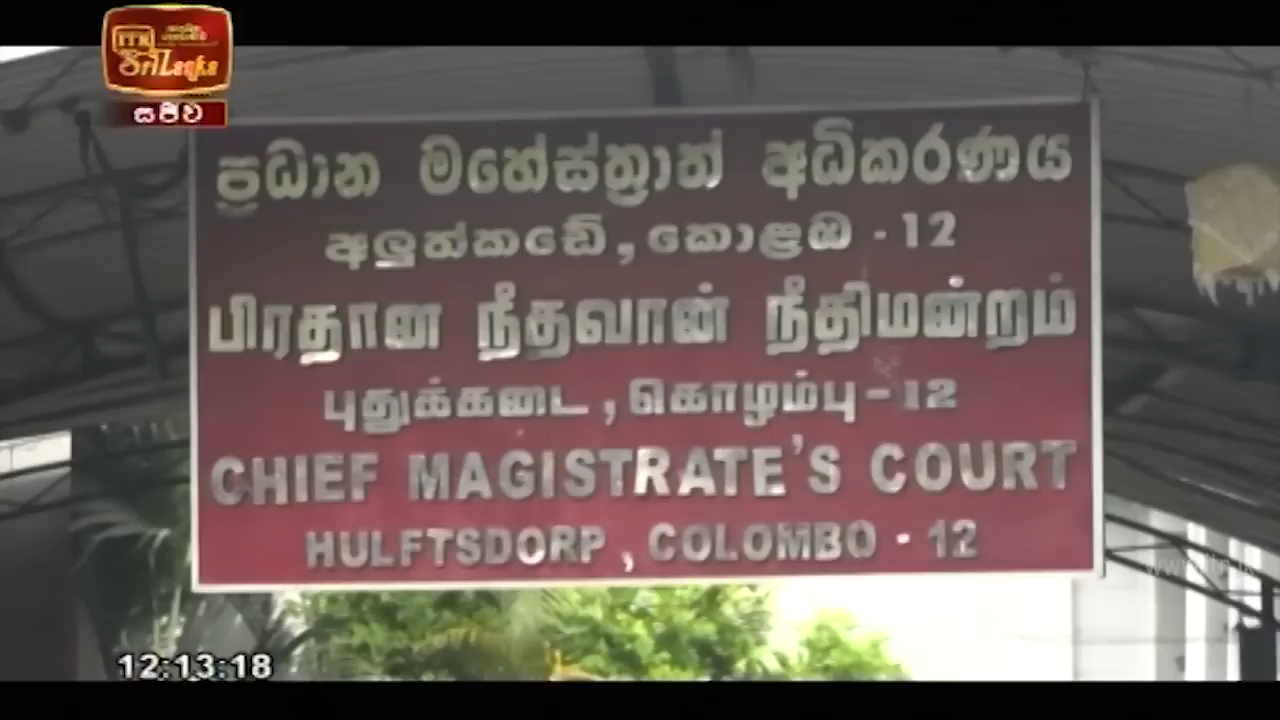 ITN
Sri Lanka
සජීව
ප්‍රධාන මහේස්ත්‍රාත් අධිකරණය
අලුත්කඩේ, කොළඹ - 12
பிரதான நீதவான் நீதிமன்றம்
புதுக்கடை, கொழும்பு - 12
CHIEF MAGISTRATE'S COURT
HULFTSDORP, COLOMBO - 12
12:13:18